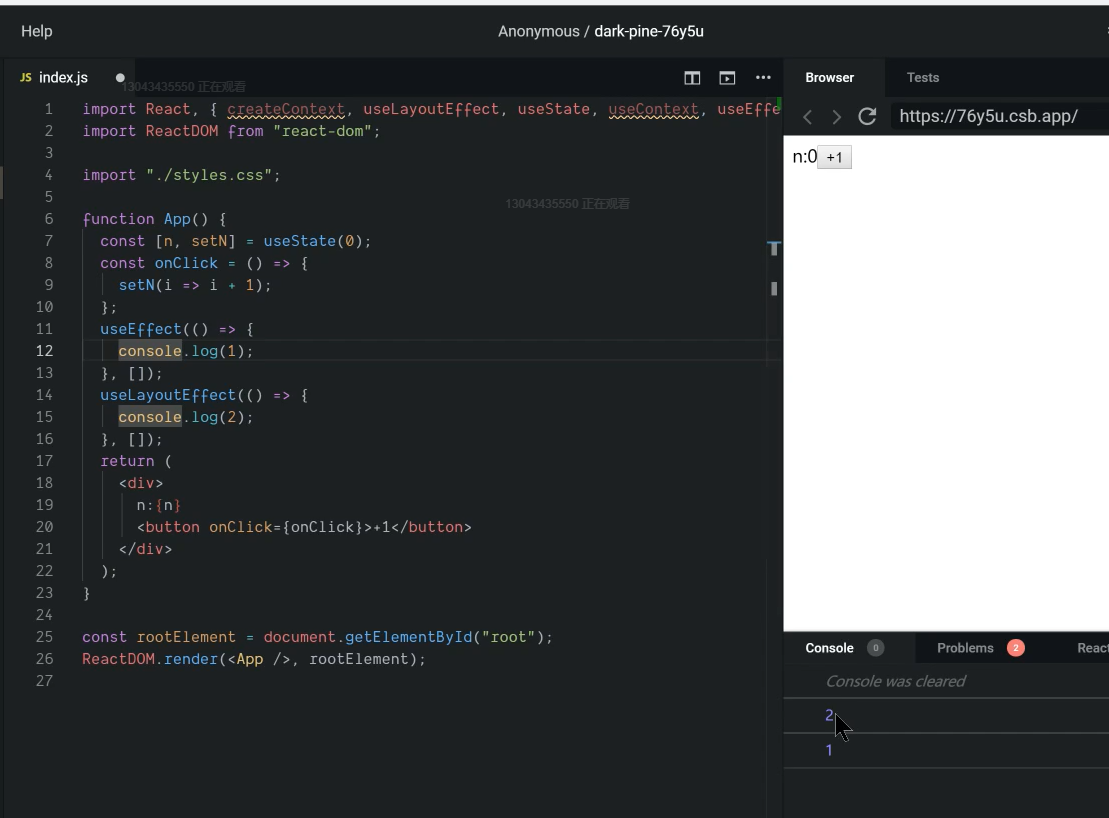 Help
Anonymous / dark-pine-76y5u
JS index.js
13043435550 正在观看
Browser
Tests
https://76y5u.csb.app/
1 import React, { createContext, useLayoutEffect, useState, useContext, useEffe
2 import ReactDOM from "react-dom";
3
4 import "./styles.css";
5
13043435550 正在观看
6 function App() {
7 const [n, setN] = useState(0);
8 const onClick = () => {
9 setN(i => i + 1);
10 };
11 useEffect(() => {
12 console.log(1);
13 }, []);
14 useLayoutEffect(() => {
15 console.log(2);
16 }, []);
17 return (
18 <div>
19 n:{n}
20 <button onClick={onClick}>+1</button>
21 </div>
22 );
23 }
24
25 const rootElement = document.getElementById("root");
26 ReactDOM.render(<App />, rootElement);
27
n:0 +1
Console 0
Problems 2
React
Console was cleared
2
1